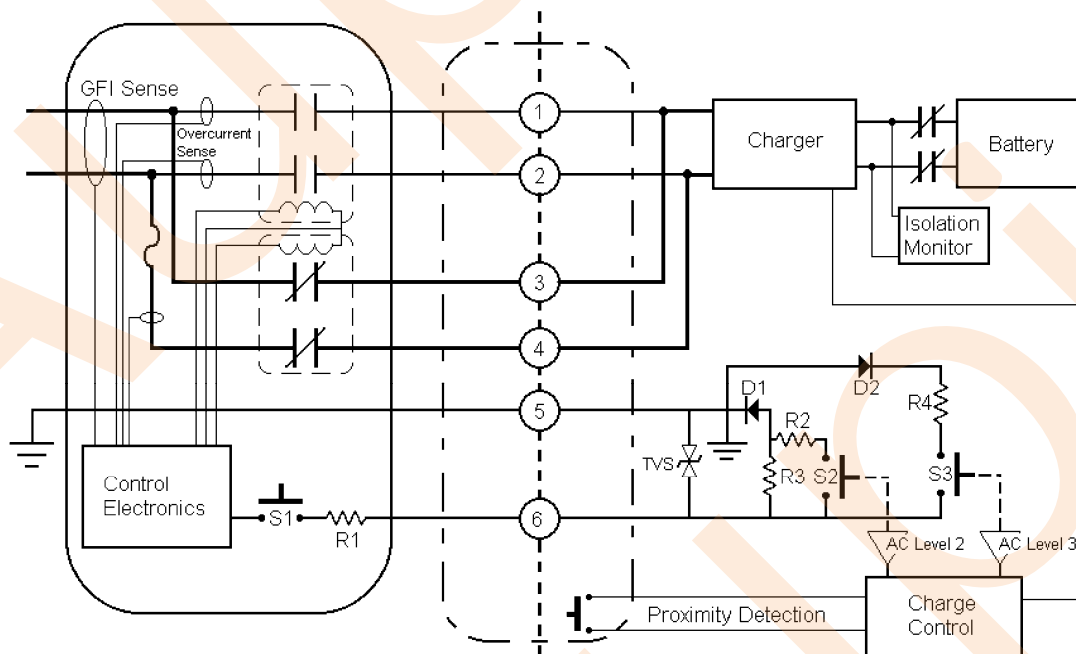 GFI Sense
Overcurrent
Sense
1
2
3
4
5
6
Charger
Battery
Isolation
Monitor
D1
D2
R2
R4
TVS
R3
S2
S3
Control
Electronics
S1
R1
AC Level 2
AC Level 3
Proximity Detection
Charge
Control